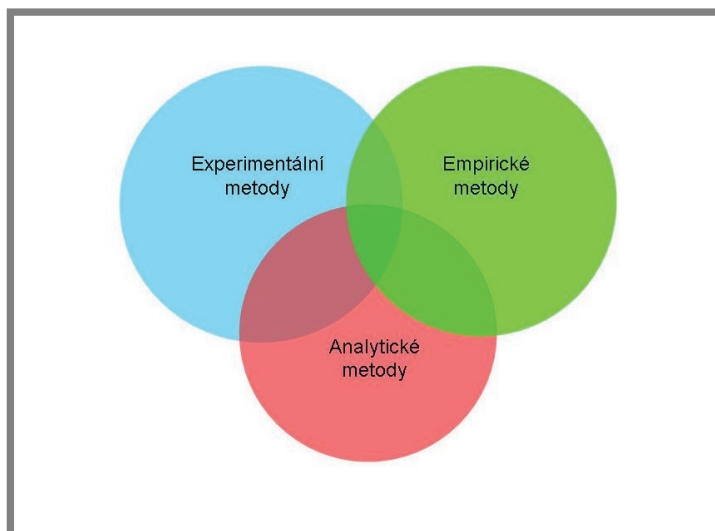 Experimentální
metody
Empirické
metody
Analytické
metody